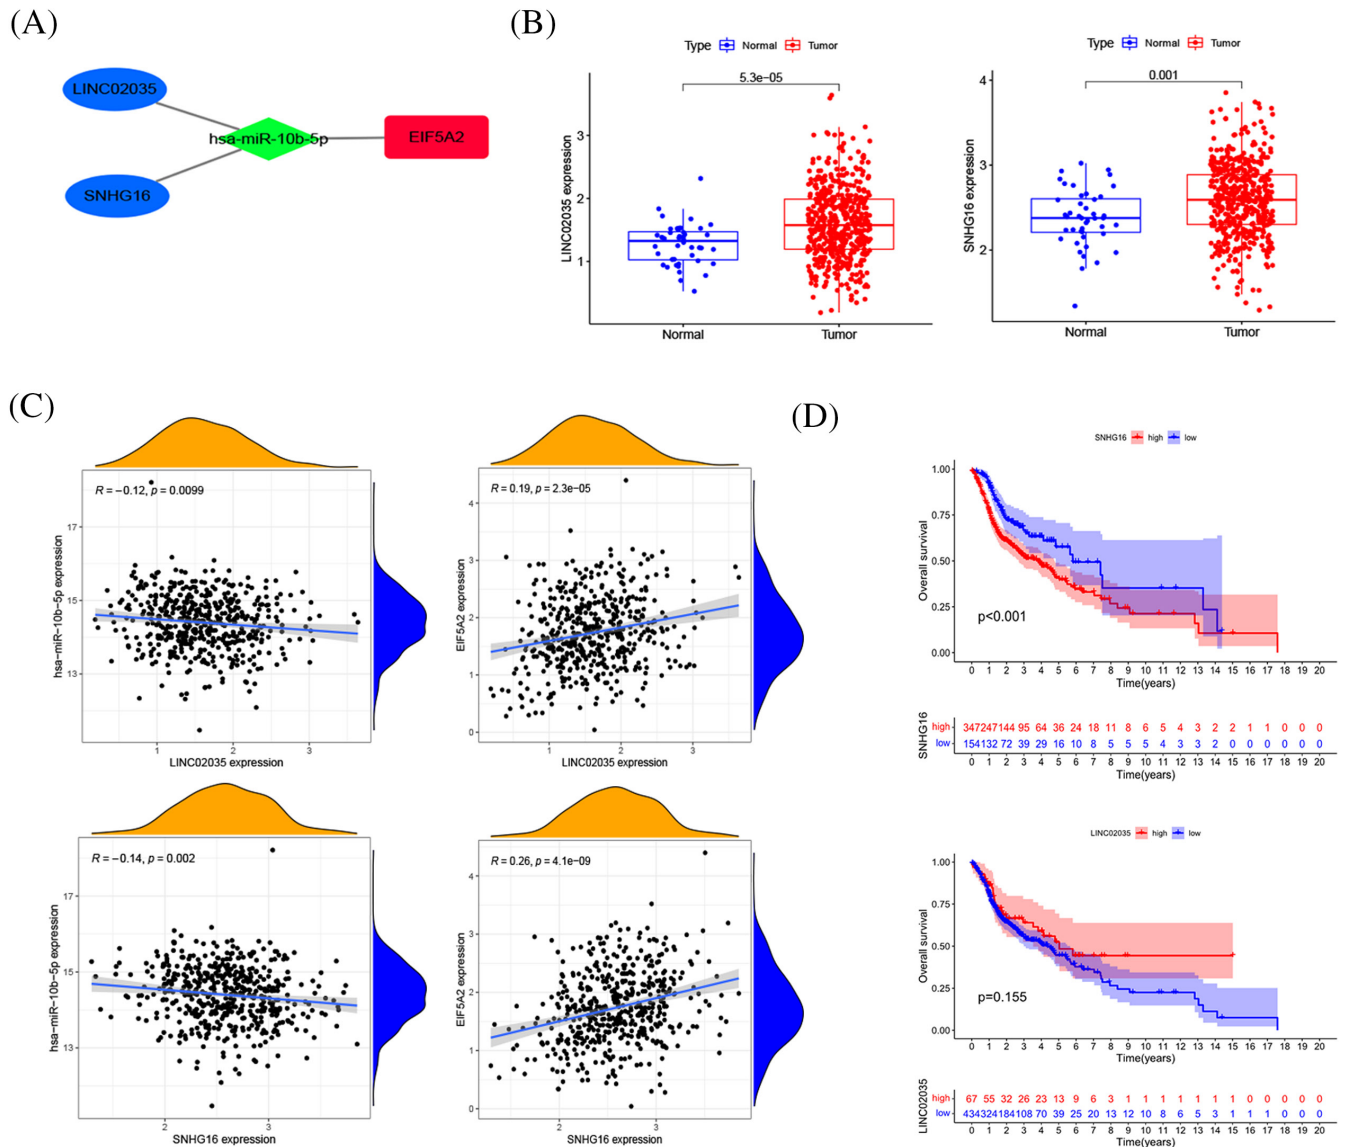 (A)
LINC02035
hsa-miR-10b-5p
EIF5A2
SNHG16
(B)
Type Normal Tumor
5.3e-05
LINC02035 expression
3
2
1
Normal Tumor
Type Normal Tumor
0.001
SNHG16 expression
4
3
2
Normal Tumor
(C)
R = −0.12, p = 0.0099
hsa−miR−10b−5p expression
17
15
13
1 2 3
LINC02035 expression
R = 0.19, p = 2.3e−05
EIF5A2 expression
4
3
2
1
0
1 2 3
LINC02035 expression
R = −0.14, p = 0.002
hsa−miR−10b−5p expression
17
15
13
2 3
SNHG16 expression
R = 0.26, p = 4.1e−09
EIF5A2 expression
4
3
2
1
0
2 3
SNHG16 expression
(D)
SNHG16 high low
Overall survival
1.00
0.75
0.50
0.25
0.00
p<0.001
0 1 2 3 4 5 6 7 8 9 10 11 12 13 14 15 16 17 18 19 20
Time(years)
SNHG16
high 347 247 144 95 64 36 24 18 11 8 6 5 4 3 2 2 1 1 0 0 0
low 154 132 72 39 29 16 10 8 5 5 5 4 3 3 2 0 0 0 0 0 0
0 1 2 3 4 5 6 7 8 9 10 11 12 13 14 15 16 17 18 19 20
Time(years)
LINC02035 high low
Overall survival
1.00
0.75
0.50
0.25
0.00
p=0.155
0 1 2 3 4 5 6 7 8 9 10 11 12 13 14 15 16 17 18 19 20
Time(years)
LINC02035
high 67 55 32 26 23 13 9 6 3 1 1 1 1 1 1 1 0 0 0 0 0
low 434 324 184 108 70 39 25 20 13 12 10 8 6 5 3 1 1 1 0 0 0
0 1 2 3 4 5 6 7 8 9 10 11 12 13 14 15 16 17 18 19 20
Time(years)